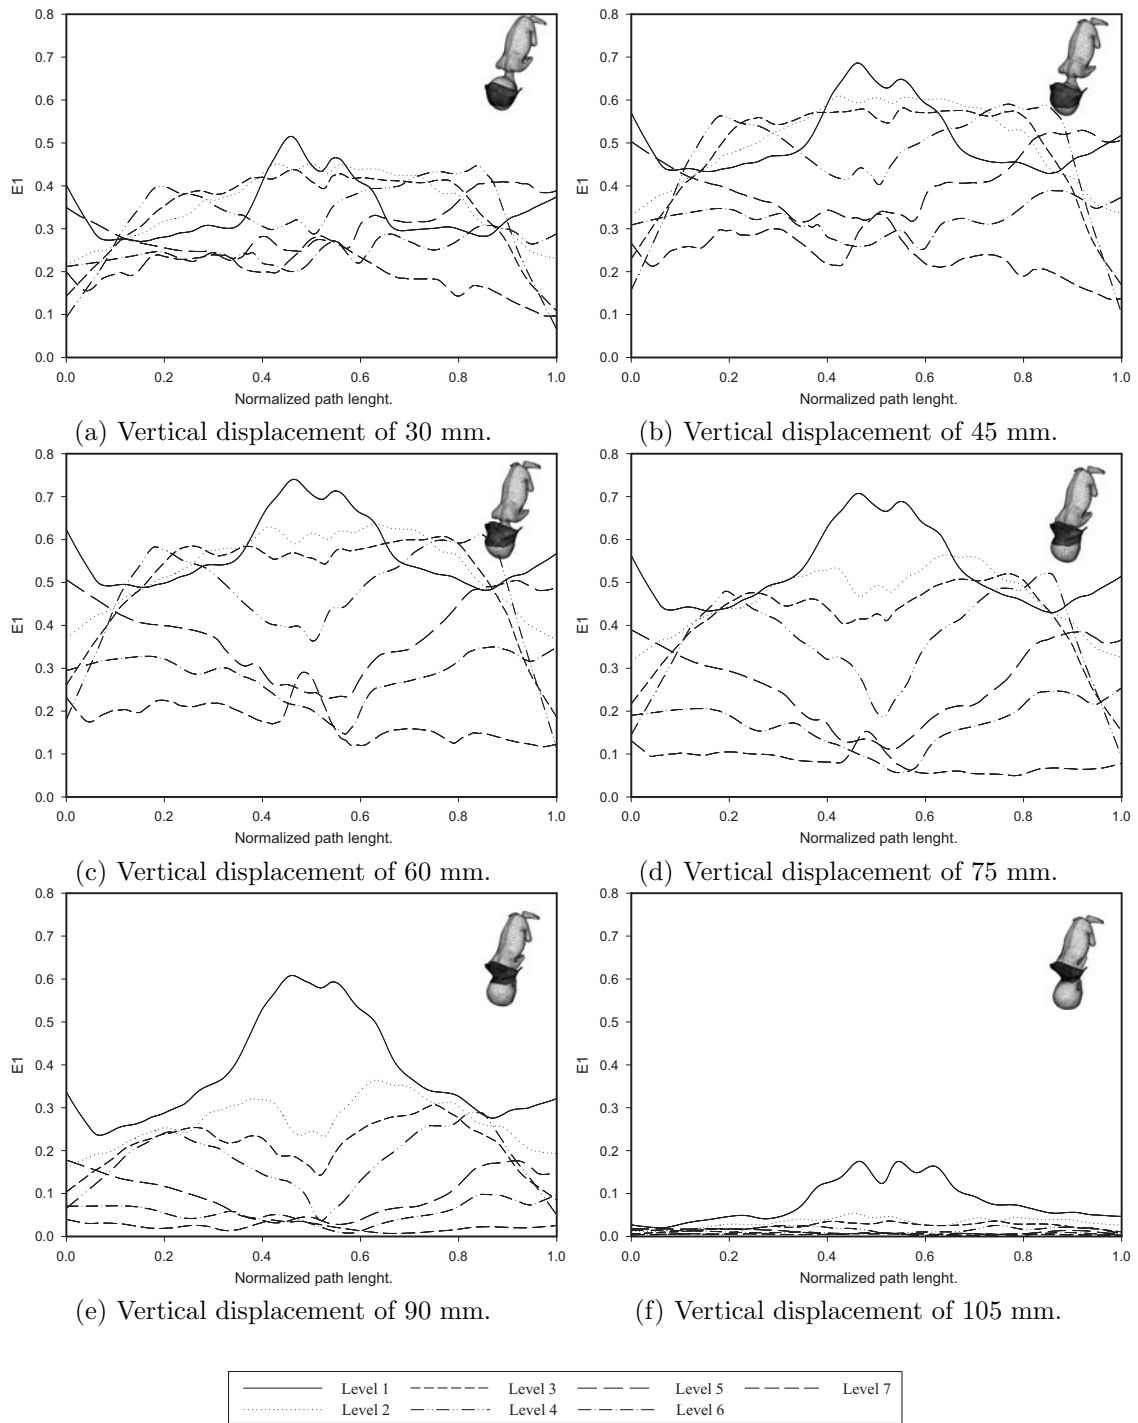 0.8 0.8
0.7 0.7
0.6 0.6
0.5 0.5
E1 0.4 E1 0.4
0.3 0.3
0.2 0.2
0.1 0.1
0.0 0.0
0.0 0.2 0.4 0.6 0.8 1.0 0.0 0.2 0.4 0.6 0.8 1.0
Normalized path lenght. Normalized path lenght.
(a) Vertical displacement of 30 mm. (b) Vertical displacement of 45 mm.
0.8 0.8
0.7 0.7
0.6 0.6
0.5 0.5
E1 0.4 E1 0.4
0.3 0.3
0.2 0.2
0.1 0.1
0.0 0.0
0.0 0.2 0.4 0.6 0.8 1.0 0.0 0.2 0.4 0.6 0.8 1.0
Normalized path lenght. Normalized path lenght.
(c) Vertical displacement of 60 mm. (d) Vertical displacement of 75 mm.
0.8 0.8
0.7 0.7
0.6 0.6
0.5 0.5
E1 0.4 E1 0.4
0.3 0.3
0.2 0.2
0.1 0.1
0.0 0.0
0.0 0.2 0.4 0.6 0.8 1.0 0.0 0.2 0.4 0.6 0.8 1.0
Normalized path lenght. Normalized path lenght.
(e) Vertical displacement of 90 mm. (f) Vertical displacement of 105 mm.
Level 1 Level 3 Level 5 Level 7
Level 2 Level 4 Level 6